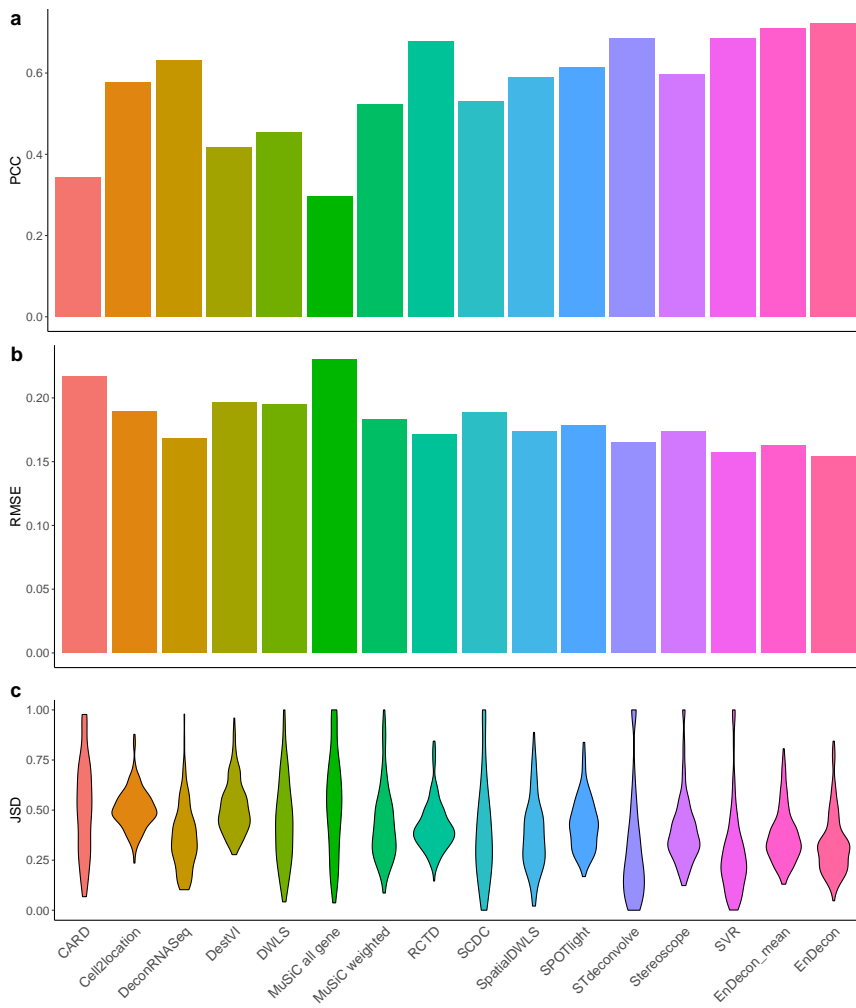 a
PCC
0.6
0.4
0.2
0.0
b
RMSE
0.20
0.15
0.10
0.05
0.00
c
JSD
1.00
0.75
0.50
0.25
0.00
CARD
Cell2location
DeconRNASeq
DestVI
DWLS
MuSiC all gene
MuSiC weighted
RCTD
SCDC
SpatialDWLS
SPOTlight
STdeconvolve
Stereoscope
SVR
EnDecon_mean
EnDecon